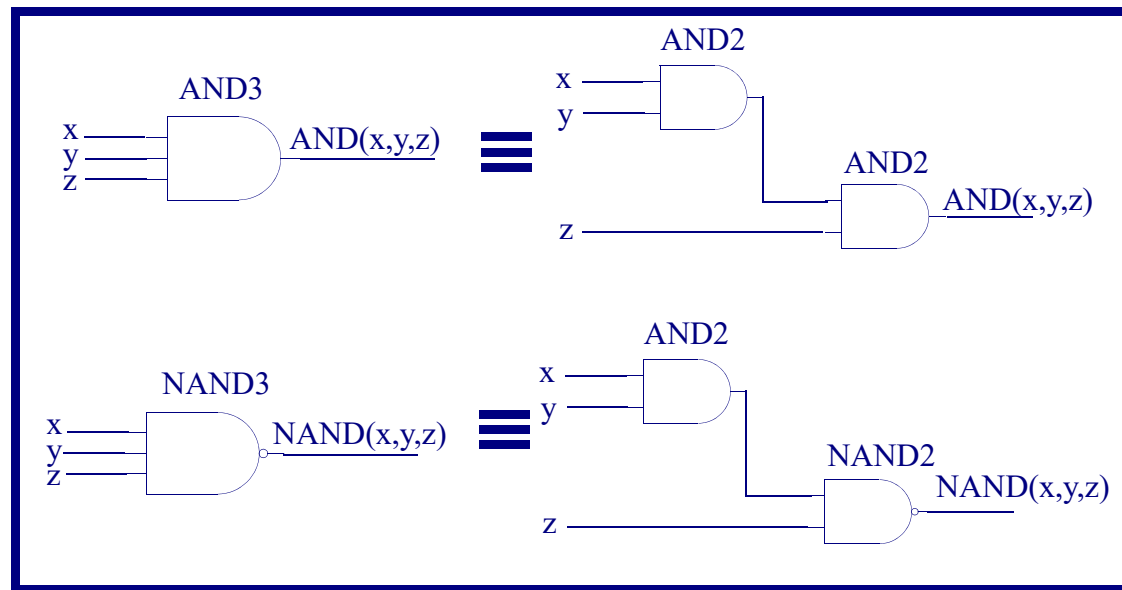 AND3
x
y
z
AND(x,y,z)
AND2
x
y
AND2
z
AND(x,y,z)
NAND3
x
y
z
NAND(x,y,z)
AND2
x
y
NAND2
z
NAND(x,y,z)